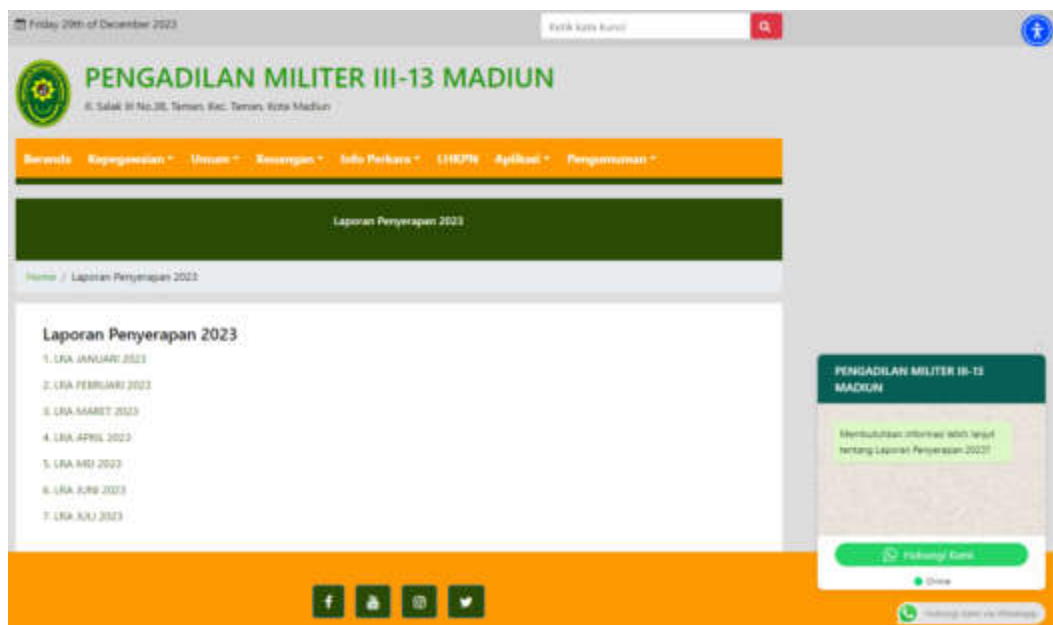 Friday 29th of December 2023
Ketik kata kunci
PENGADILAN MILITER III-13 MADIUN
Jl. Salak III No.38, Taman, Kec. Taman, Kota Madiun
Beranda Kepegawaian Umum Keuangan Info Perkara LHKPN Aplikasi Pengumuman
Laporan Penyerapan 2023
Home / Laporan Penyerapan 2023
Laporan Penyerapan 2023
1. LRA JANUARI 2023
2. LRA FEBRUARI 2023
3. LRA MARET 2023
4. LRA APRIL 2023
5. LRA MEI 2023
6. LRA JUNI 2023
7. LRA JULI 2023
PENGADILAN MILITER III-13
MADIUN
Membutuhkan informasi lebih lanjut
tentang Laporan Penyerapan 2023?
Hubungi Kami
Online
Hubungi Kami via Whatsapp